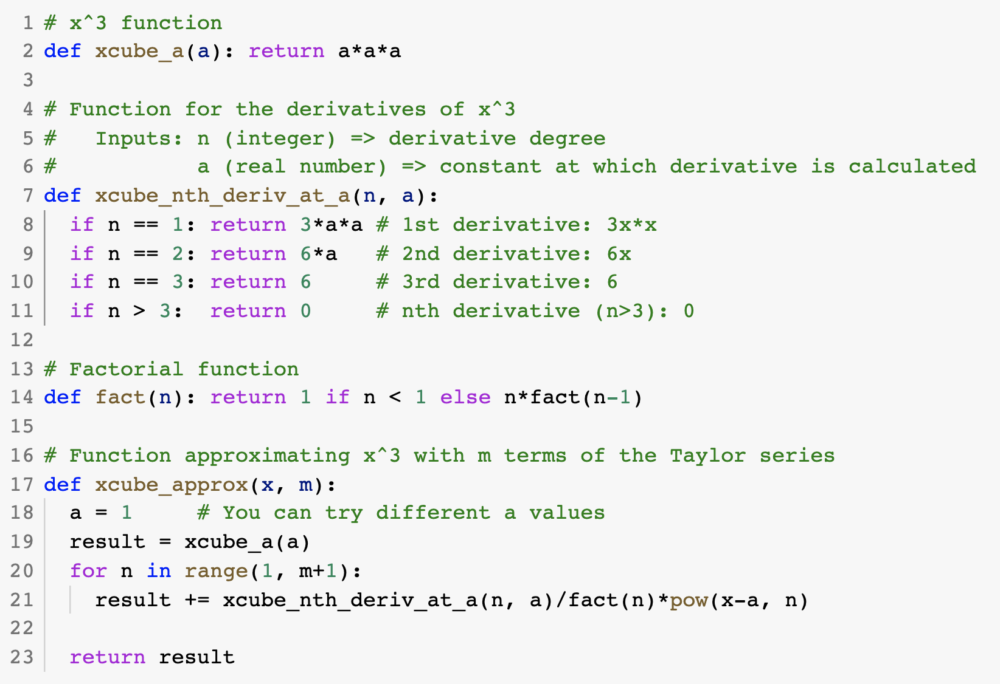 1 # x^3 function
2 def xcube_a(a): return a*a*a
3
4 # Function for the derivatives of x^3
5 #   Inputs: n (integer) => derivative degree
6 #           a (real number) => constant at which derivative is calculated
7 def xcube_nth_deriv_at_a(n, a):
8   if n == 1: return 3*a*a # 1st derivative: 3x*x
9   if n == 2: return 6*a   # 2nd derivative: 6x
10   if n == 3: return 6     # 3rd derivative: 6
11   if n > 3:  return 0     # nth derivative (n>3): 0
12
13 # Factorial function
14 def fact(n): return 1 if n < 1 else n*fact(n-1)
15
16 # Function approximating x^3 with m terms of the Taylor series
17 def xcube_approx(x, m):
18   a = 1     # You can try different a values
19   result = xcube_a(a)
20   for n in range(1, m+1):
21     result += xcube_nth_deriv_at_a(n, a)/fact(n)*pow(x-a, n)
22
23   return result